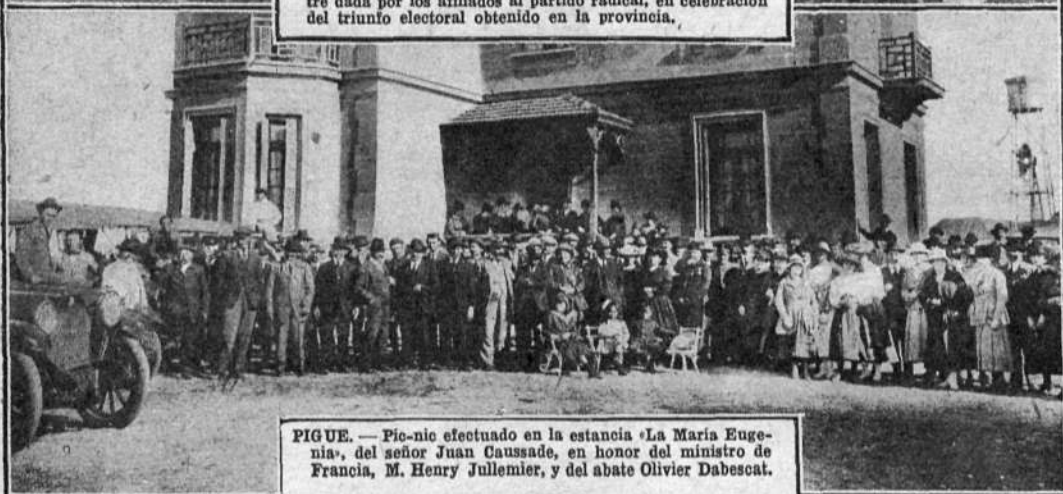 tre dada por los afiliados al partido radical, en celebración
del triunfo electoral obtenido en la provincia.
PIGUE. — Pic-nic efectuado en la estancia «La María Euge-
nia», del señor Juan Caussade, en honor del ministro de
Francia, M. Henry Jullemier, y del abate Olivier Dabescat.